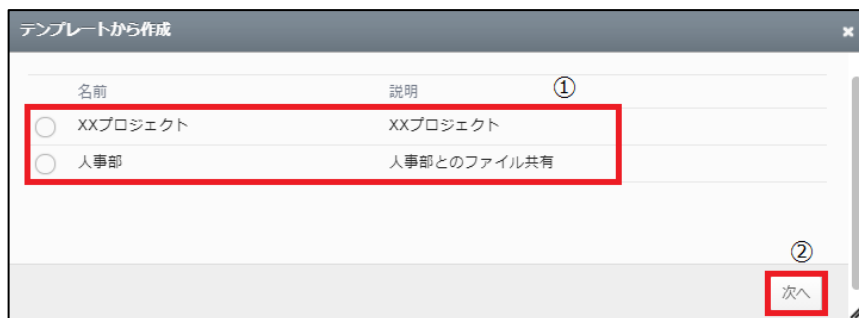 テンプレートから作成 ×
名前 説明 ①
XXプロジェクト XXプロジェクト
人事部 人事部とのファイル共有
②
次へ